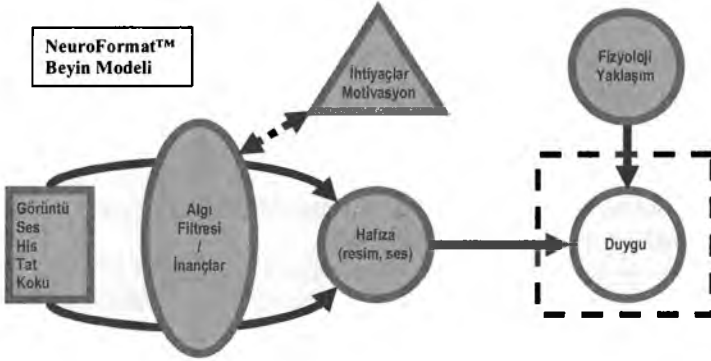 NeuroFormat™
Beyin Modeli
İhtiyaçlar
Motivasyon
Fizyoloji
Yaklaşım
Görüntü
Ses
His
Tat
Koku
Algı
Filtresi
/
İnançlar
Hafıza
(resim, ses)
Duygu